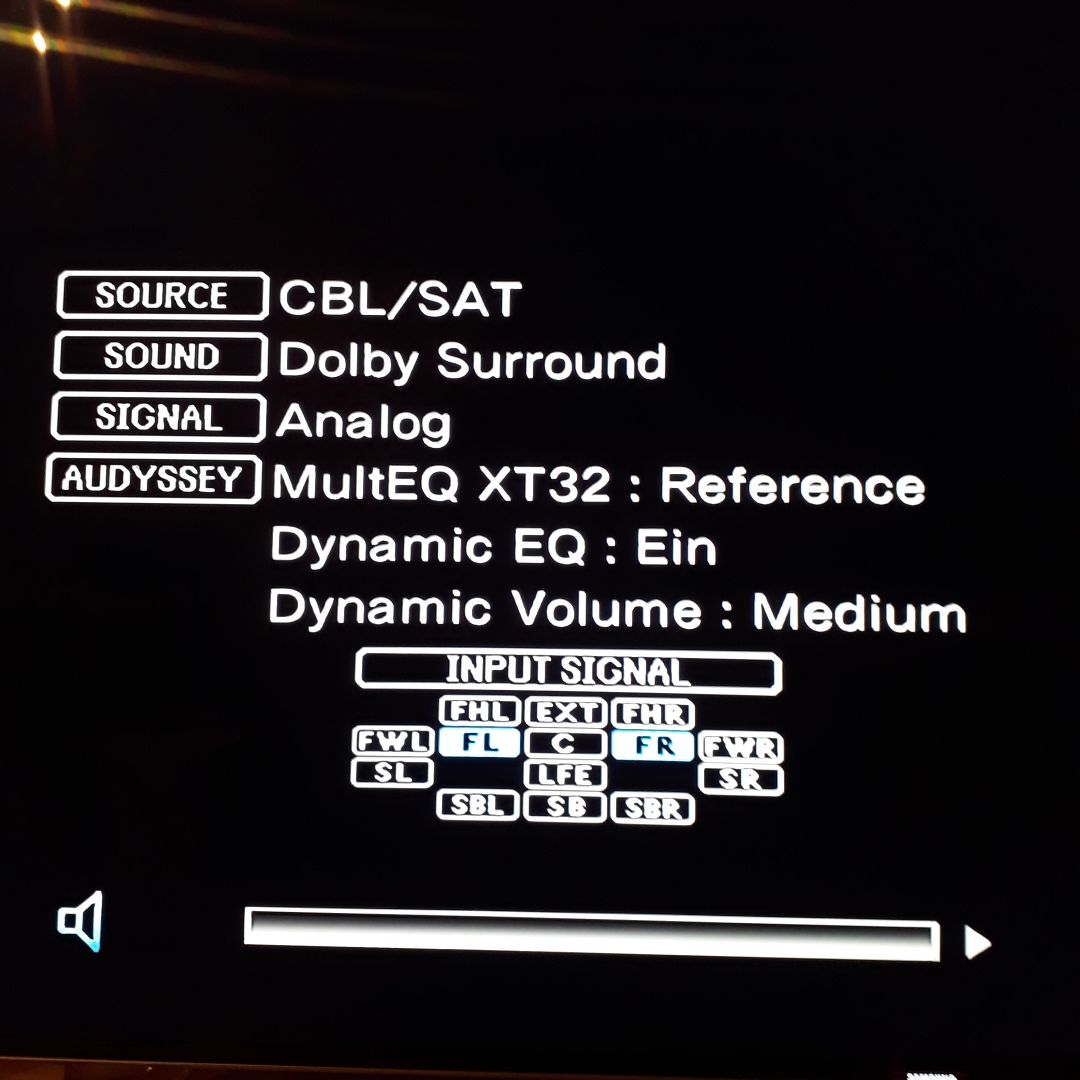 SOURCE CBL/SAT
SOUND Dolby Surround
SIGNAL Analog
AUDYSSEY MultEQ XT32 : Reference
Dynamic EQ : Ein
Dynamic Volume : Medium
INPUT SIGNAL
FHL EXT FHR
FWL FL C FR FWR
SL LFE SR
SBL SB SBR
SAMSUNG